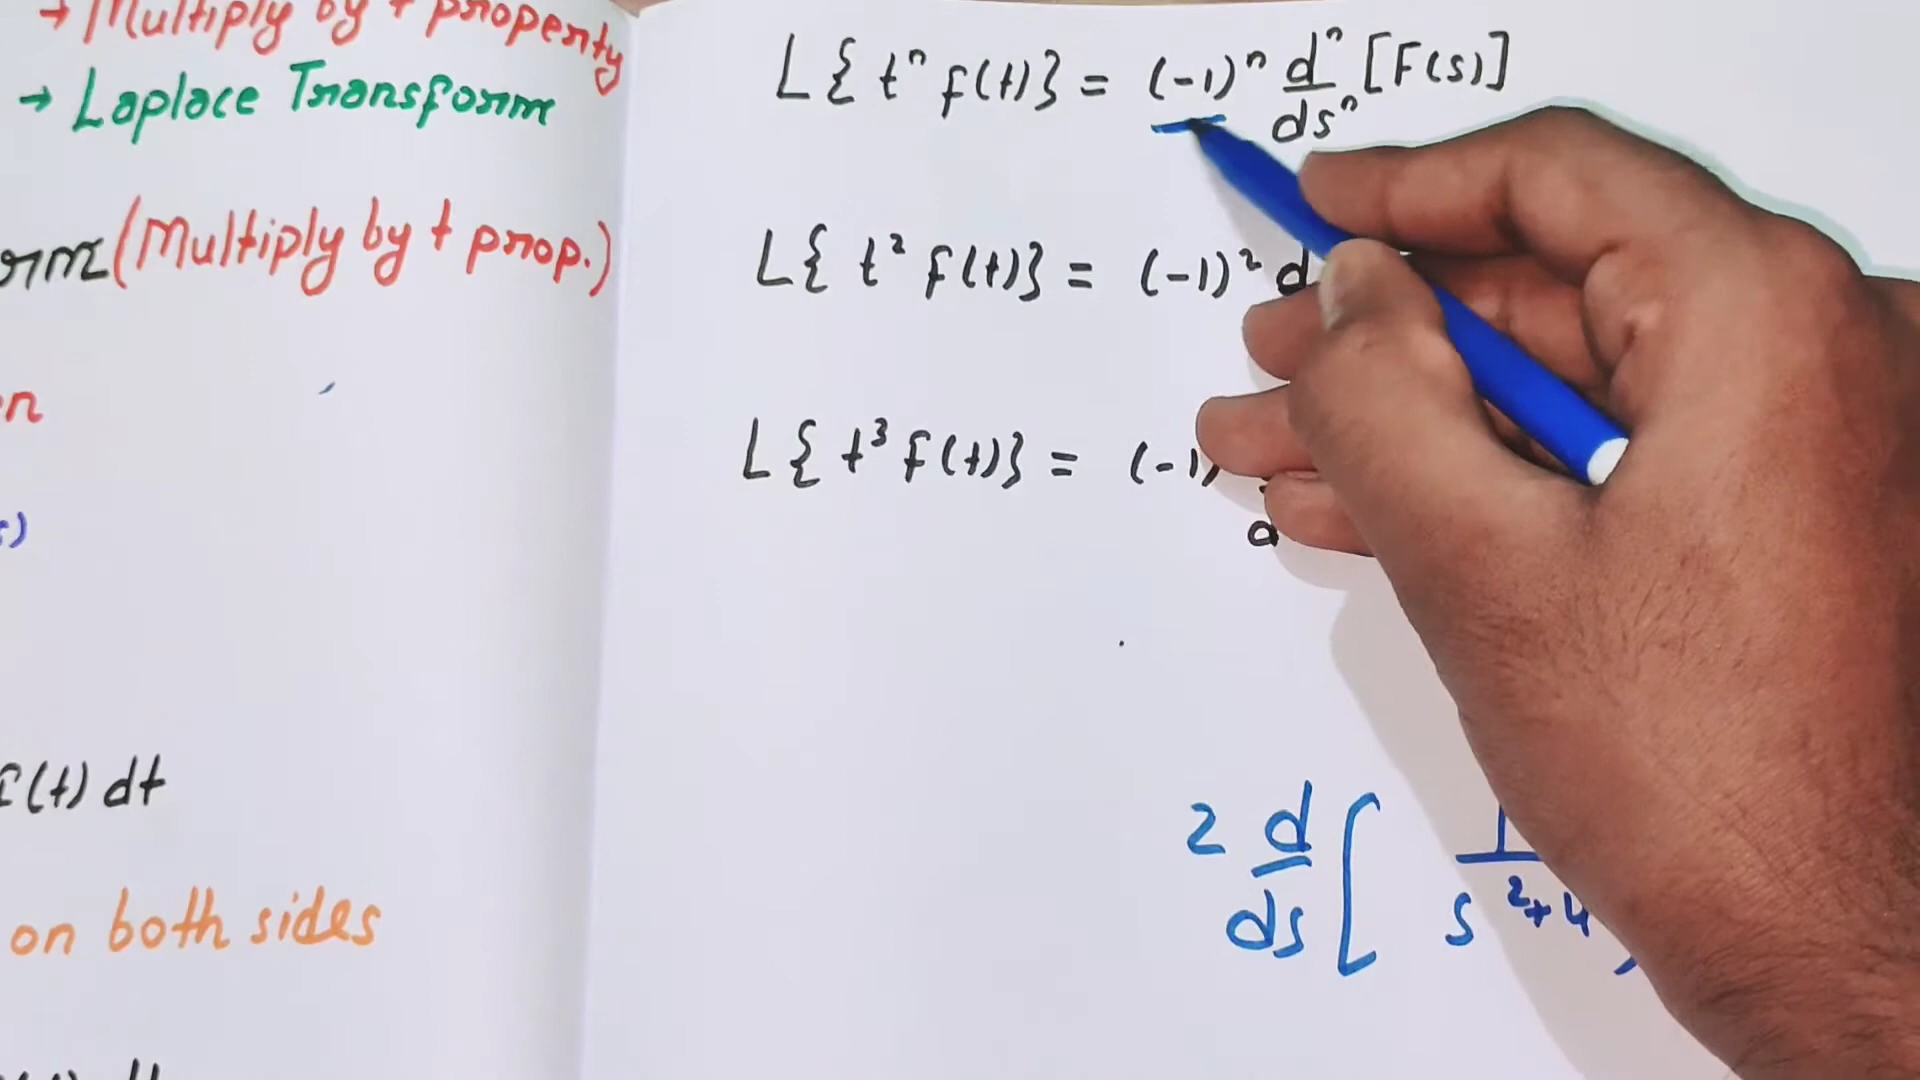 → Multiply by t property
→ Laplace Transform
(Multiply by t prop.)
s)
f(t) dt
on both sides
L{ tⁿ f(t)} = (-1)ⁿ dⁿ/dsⁿ [F(s)]
L{ t² f(t)} = (-1)² d
L{ t³ f(t)} = (-1)
2 d/ds [ 1/s²+4